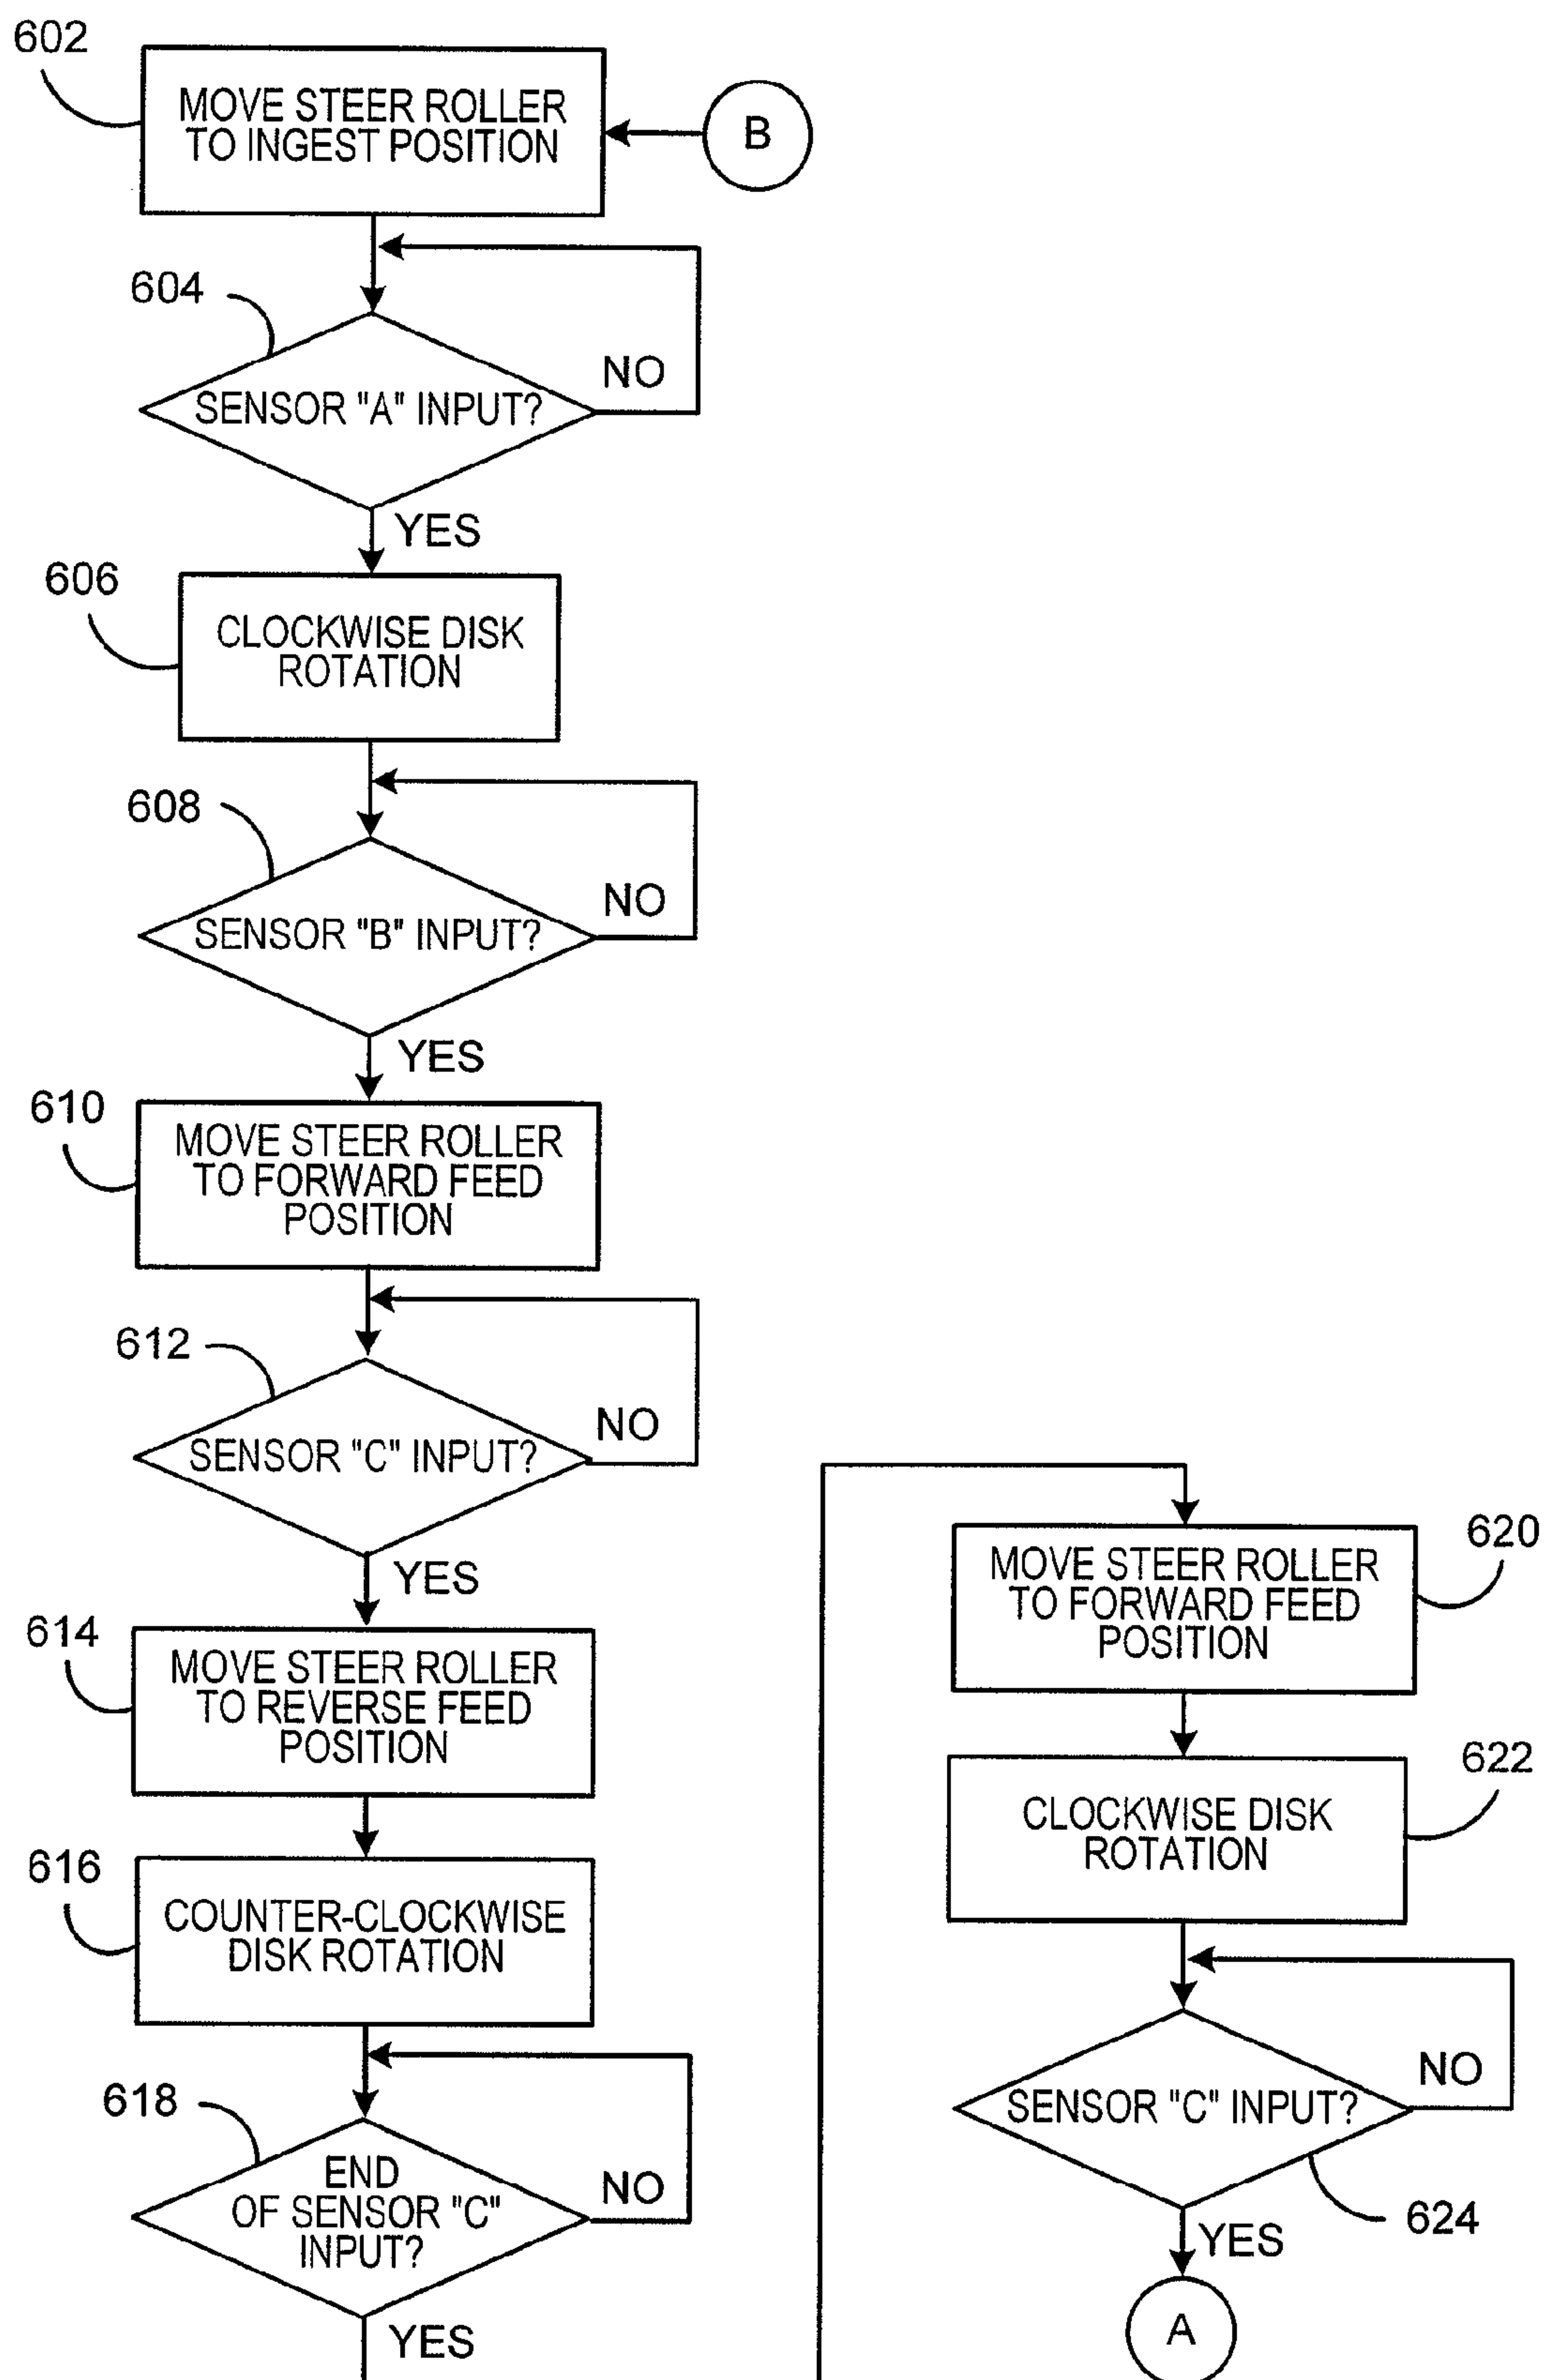 602
MOVE STEER ROLLER
TO INGEST POSITION
B
604
SENSOR "A" INPUT?
NO
YES
606
CLOCKWISE DISK
ROTATION
608
SENSOR "B" INPUT?
NO
YES
610
MOVE STEER ROLLER
TO FORWARD FEED
POSITION
612
SENSOR "C" INPUT?
NO
YES
614
MOVE STEER ROLLER
TO REVERSE FEED
POSITION
616
COUNTER-CLOCKWISE
DISK ROTATION
618
END
OF SENSOR "C"
INPUT?
NO
YES
620
MOVE STEER ROLLER
TO FORWARD FEED
POSITION
622
CLOCKWISE DISK
ROTATION
SENSOR "C" INPUT?
NO
624
YES
A